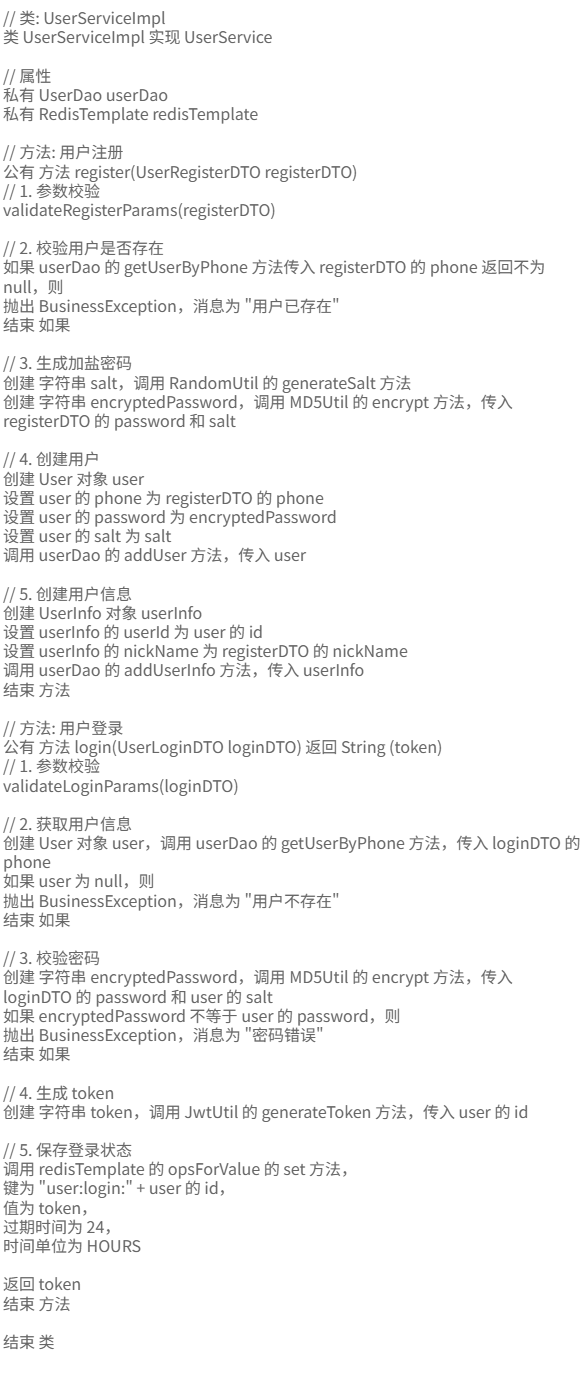 // 类: UserServiceImpl
类 UserServiceImpl 实现 UserService
// 属性
私有 UserDao userDao
私有 RedisTemplate redisTemplate
// 方法: 用户注册
公有 方法 register(UserRegisterDTO registerDTO)
// 1. 参数校验
validateRegisterParams(registerDTO)
// 2. 校验用户是否存在
如果 userDao 的 getUserByPhone 方法传入 registerDTO 的 phone 返回不为
null，则
抛出 BusinessException，消息为 "用户已存在"
结束 如果
// 3. 生成加盐密码
创建 字符串 salt，调用 RandomUtil 的 generateSalt 方法
创建 字符串 encryptedPassword，调用 MD5Util 的 encrypt 方法，传入
registerDTO 的 password 和 salt
// 4. 创建用户
创建 User 对象 user
设置 user 的 phone 为 registerDTO 的 phone
设置 user 的 password 为 encryptedPassword
设置 user 的 salt 为 salt
调用 userDao 的 addUser 方法，传入 user
// 5. 创建用户信息
创建 UserInfo 对象 userInfo
设置 userInfo 的 userId 为 user 的 id
设置 userInfo 的 nickName 为 registerDTO 的 nickName
调用 userDao 的 addUserInfo 方法，传入 userInfo
结束 方法
// 方法: 用户登录
公有 方法 login(UserLoginDTO loginDTO) 返回 String (token)
// 1. 参数校验
validateLoginParams(loginDTO)
// 2. 获取用户信息
创建 User 对象 user，调用 userDao 的 getUserByPhone 方法，传入 loginDTO 的
phone
如果 user 为 null，则
抛出 BusinessException，消息为 "用户不存在"
结束 如果
// 3. 校验密码
创建 字符串 encryptedPassword，调用 MD5Util 的 encrypt 方法，传入
loginDTO 的 password 和 user 的 salt
如果 encryptedPassword 不等于 user 的 password，则
抛出 BusinessException，消息为 "密码错误"
结束 如果
// 4. 生成 token
创建 字符串 token，调用 JwtUtil 的 generateToken 方法，传入 user 的 id
// 5. 保存登录状态
调用 redisTemplate 的 opsForValue 的 set 方法，
键为 "user:login:" + user 的 id，
值为 token，
过期时间为 24，
时间单位为 HOURS
返回 token
结束 方法
结束 类